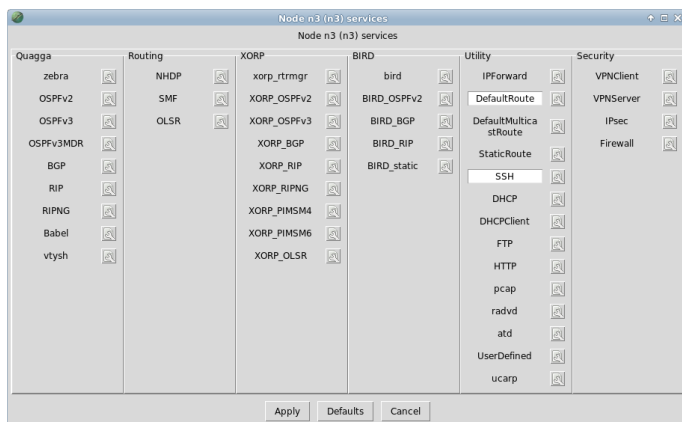 Node n3 (n3) services
Node n3 (n3) services
Quagga
zebra
OSPFv2
OSPFv3
OSPFv3MDR
BGP
RIP
RIPNG
Babel
vtysh
Routing
NHDP
SMF
OLSR
XORP
xorp_rtrmgr
XORP_OSPFv2
XORP_OSPFv3
XORP_BGP
XORP_RIP
XORP_RIPNG
XORP_PIMSM4
XORP_PIMSM6
XORP_OLSR
BIRD
bird
BIRD_OSPFv2
BIRD_BGP
BIRD_RIP
BIRD_static
Utility
IPForward
DefaultRoute
DefaultMultica
stRoute
StaticRoute
SSH
DHCP
DHCPClient
FTP
HTTP
pcap
radvd
atd
UserDefined
ucarp
Security
VPNClient
VPNServer
IPsec
Firewall
Apply
Defaults
Cancel